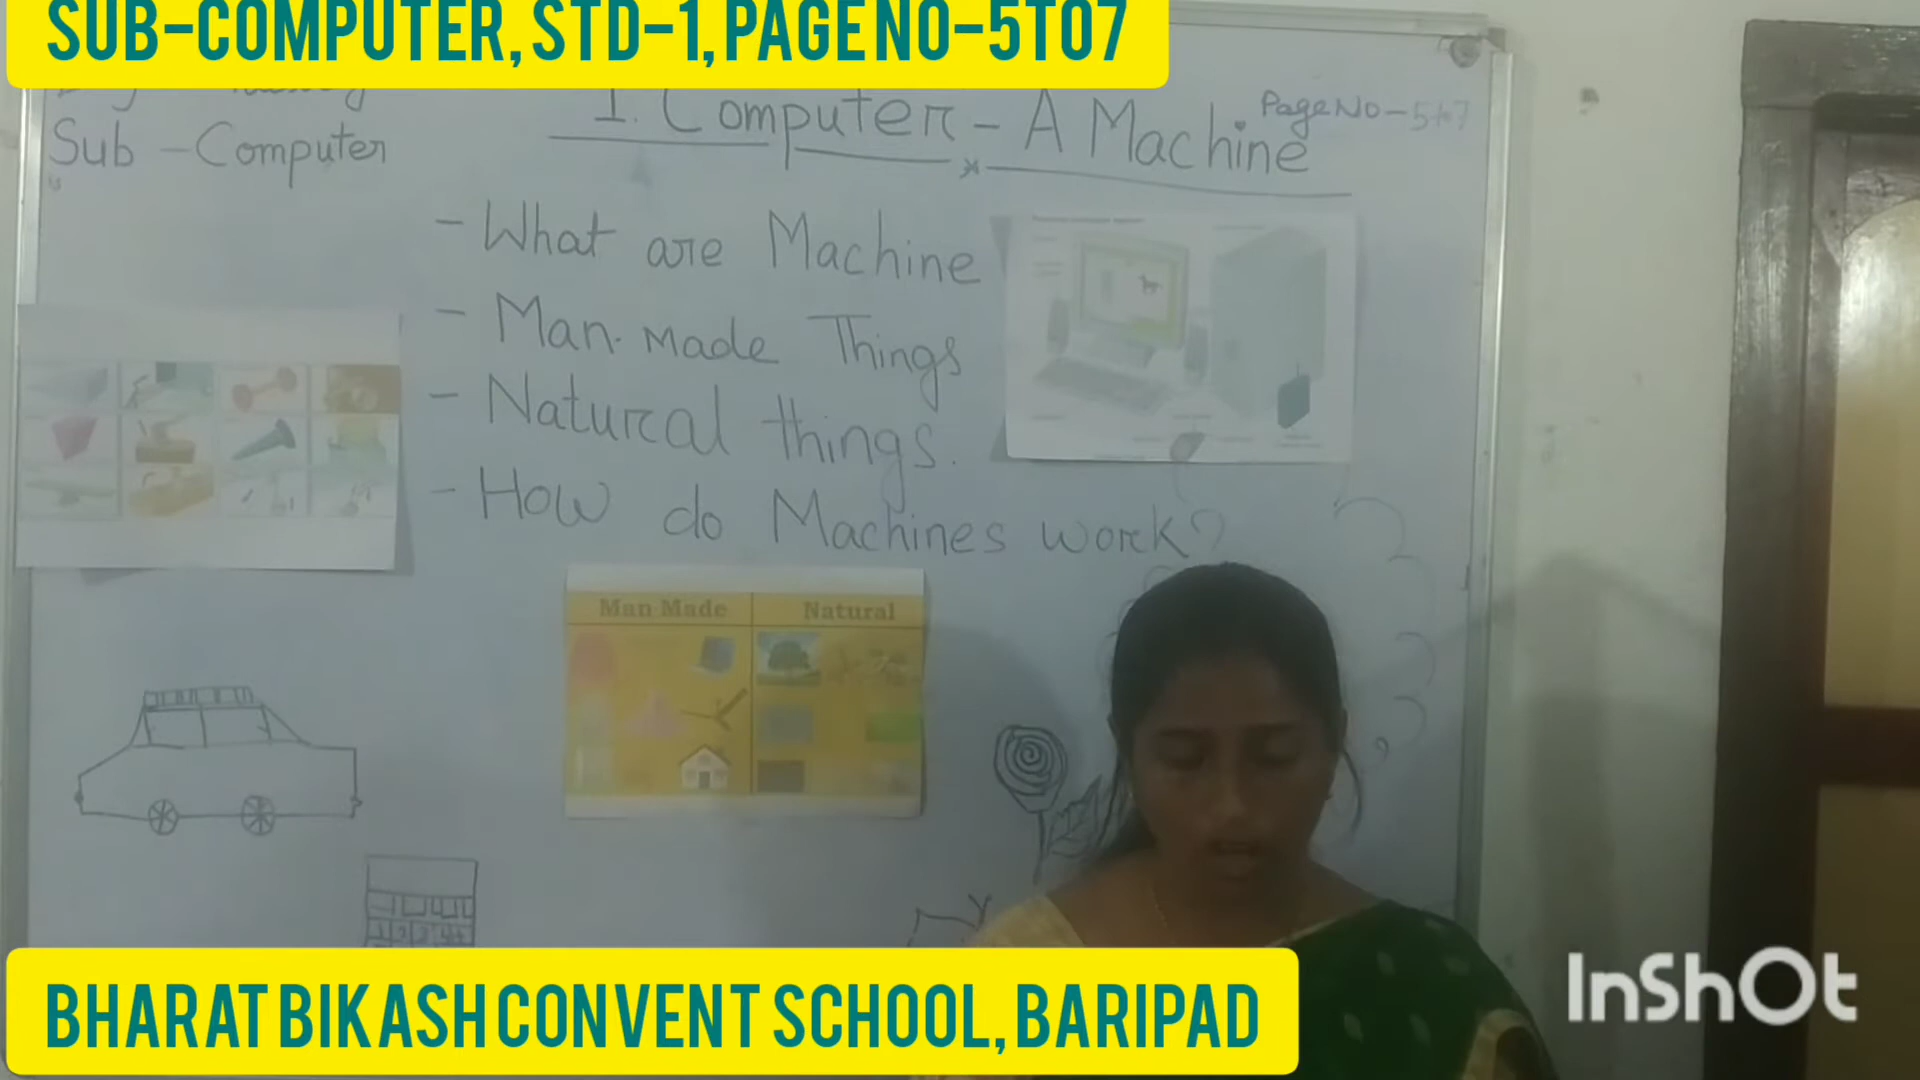 SUB-COMPUTER, STD-1, PAGE NO-5TO7
Sub - Computer
1. Computer - A Machine
Page No - 5to7
- What are Machine
- Man-made Things
- Natural things.
- How do Machines work?
Man Made
Natural
BHARAT BIKASH CONVENT SCHOOL, BARIPAD
InShOt